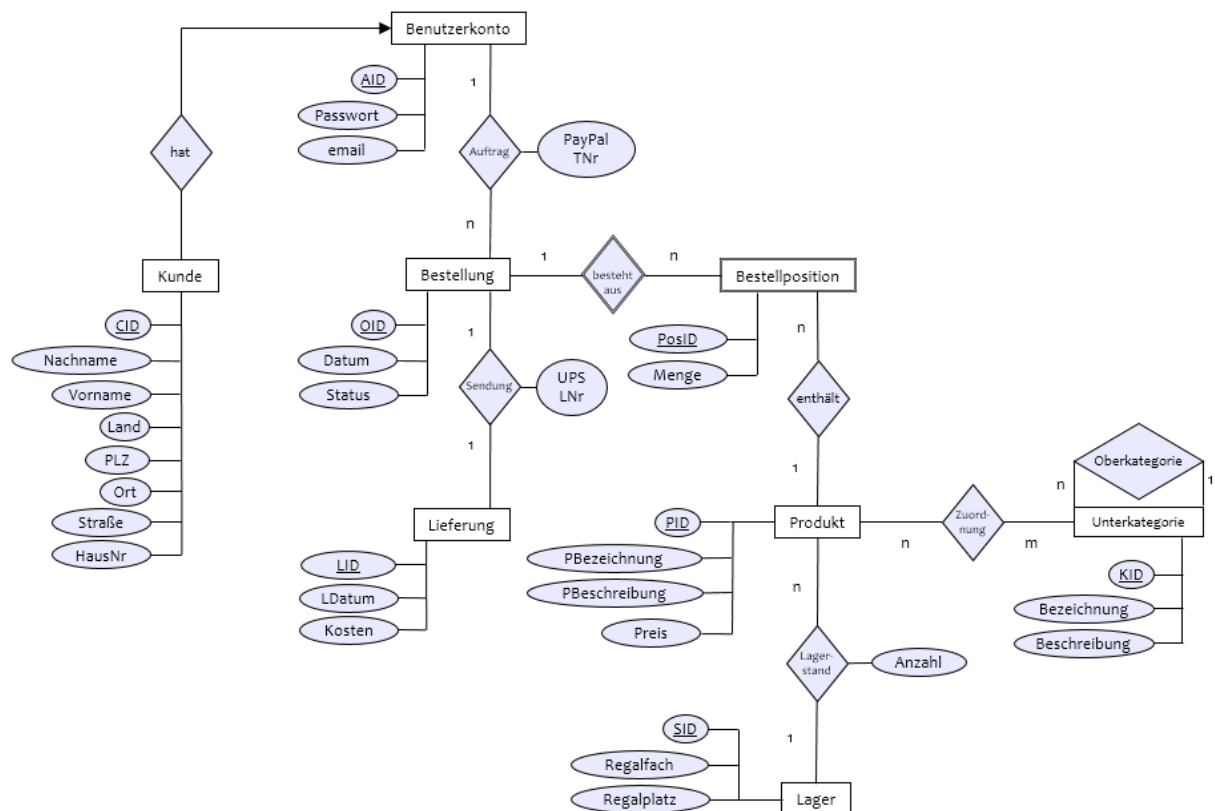 Benutzerkonto
AID
1
Passwort
hat
email
Auftrag
PayPal
TNr
n
Kunde
Bestellung
1
besteht
aus
n
Bestellposition
CID
OID
1
n
PosID
Nachname
Datum
Sendung
UPS
LNr
Menge
Vorname
Status
enthält
Land
PLZ
1
1
Oberkategorie
n
1
Ort
Straße
HausNr
Lieferung
PID
Produkt
n
Zuord-
nung
m
Unterkategorie
LID
PBezeichnung
KID
LDatum
PBeschreibung
n
Bezeichnung
Kosten
Preis
Beschreibung
Lager-
stand
Anzahl
SID
1
Regalfach
Regalplatz
Lager